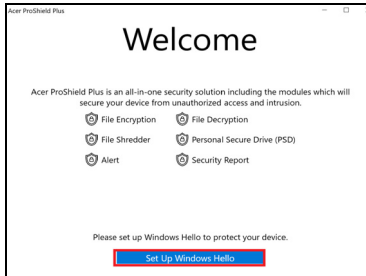 Acer ProShield Plus
Welcome
Acer ProShield Plus is an all-in-one security solution including the modules which will
secure your device from unauthorized access and intrusion.
File Encryption File Decryption
File Shredder Personal Secure Drive (PSD)
Alert Security Report
Please set up Windows Hello to protect your device.
Set Up Windows Hello